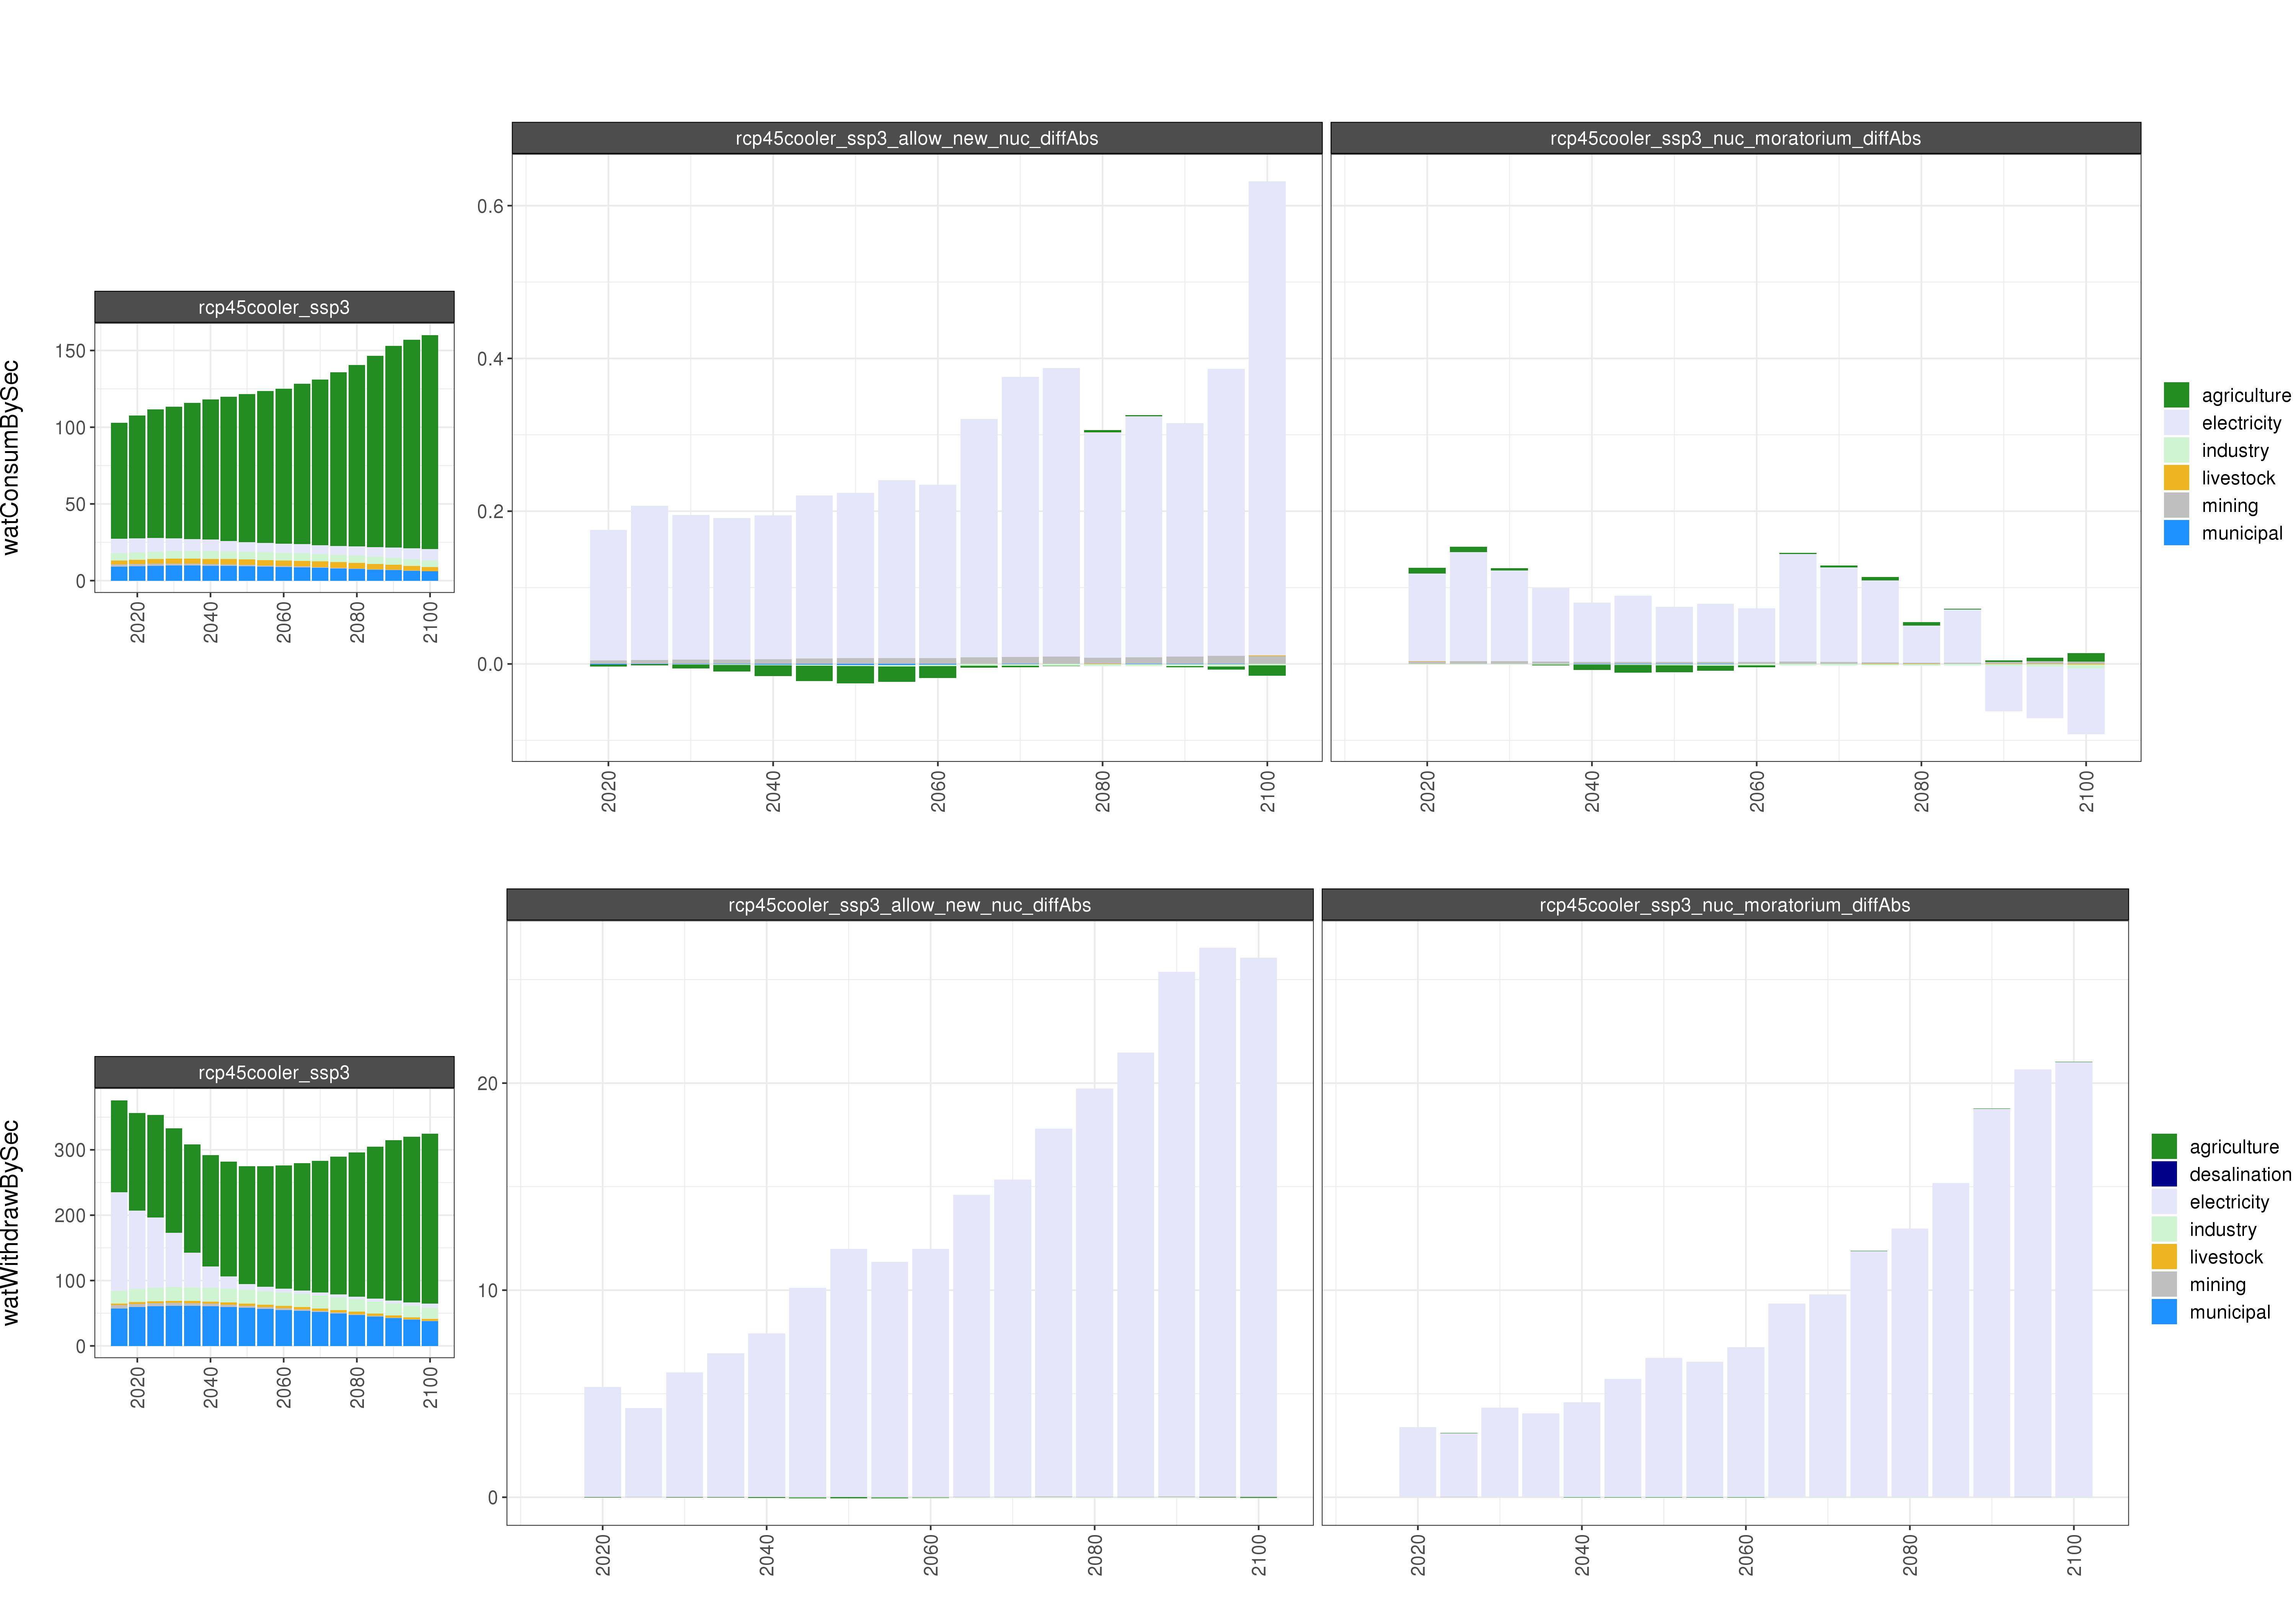 rcp45cooler_ssp3_allow_new_nuc_diffAbs
rcp45cooler_ssp3_nuc_moratorium_diffAbs
rcp45cooler_ssp3
watConsumBySec
150
100
50
0
2020
2040
2060
2080
2100
0.6
0.4
0.2
0.0
2020
2040
2060
2080
2100
2020
2040
2060
2080
2100
agriculture
electricity
industry
livestock
mining
municipal
rcp45cooler_ssp3_allow_new_nuc_diffAbs
rcp45cooler_ssp3_nuc_moratorium_diffAbs
rcp45cooler_ssp3
watWithdrawBySec
300
200
100
0
2020
2040
2060
2080
2100
20
10
0
2020
2040
2060
2080
2100
2020
2040
2060
2080
2100
agriculture
desalination
electricity
industry
livestock
mining
municipal